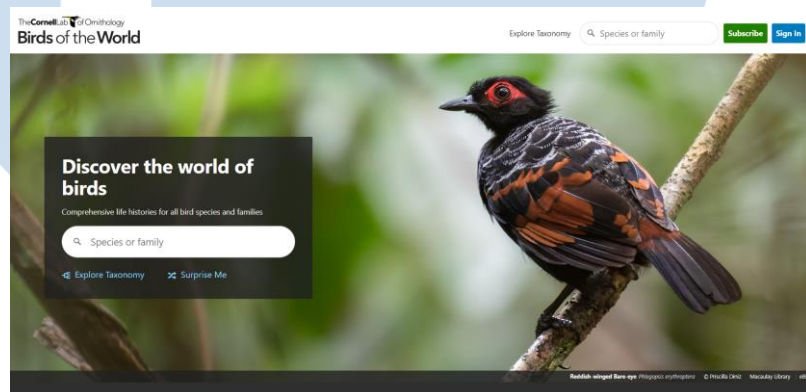 TheCornellLab of Ornithology
Birds of the World
Explore Taxonomy
Species or family
Subscribe
Sign In
Discover the world of
birds
Comprehensive life histories for all bird species and families
Species or family
Explore Taxonomy
Surprise Me
Reddish-winged Bare-eye Phlegopsis erythroptera © Priscilla Diniz Macaulay Library